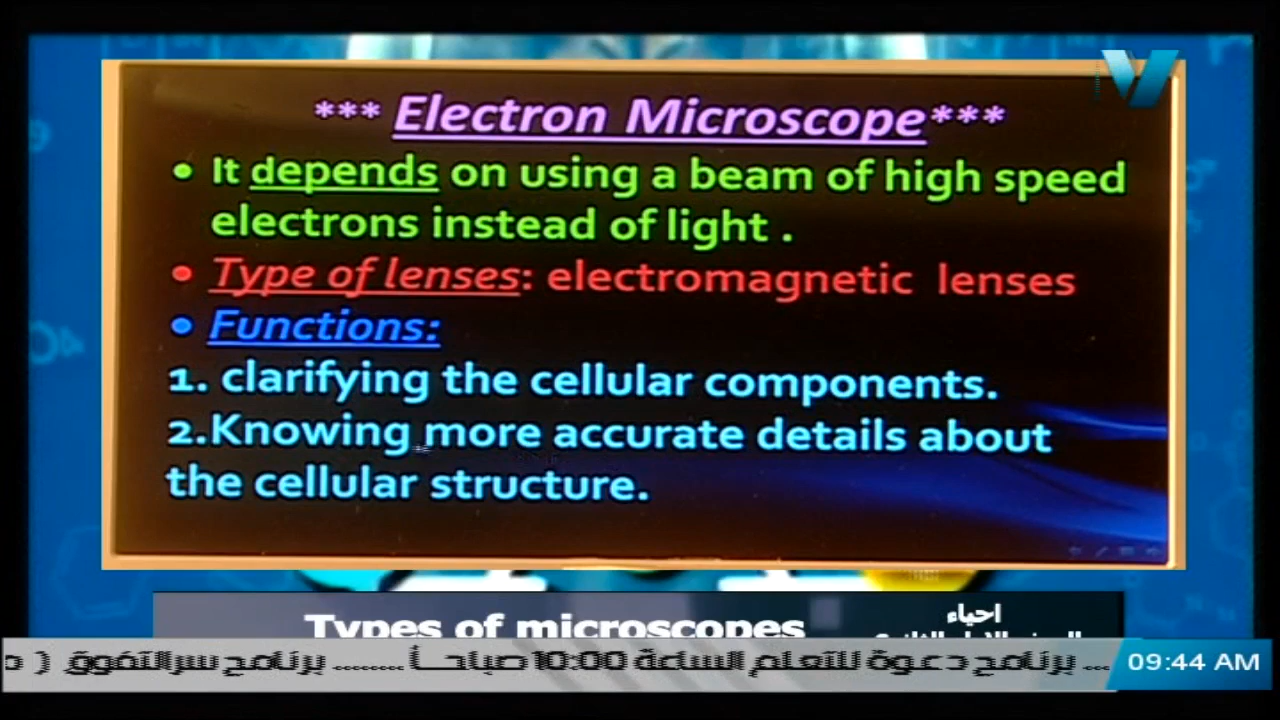 *** Electron Microscope***
• It depends on using a beam of high speed
electrons instead of light .
• Type of lenses: electromagnetic lenses
• Functions:
1. clarifying the cellular components.
2.Knowing more accurate details about
the cellular structure.
Types of microscopes
احياء
... برنامج دعوة للتعلم الساعة 10:00 صباحــاً ........ برنامج سر التفوق (
09:44 AM